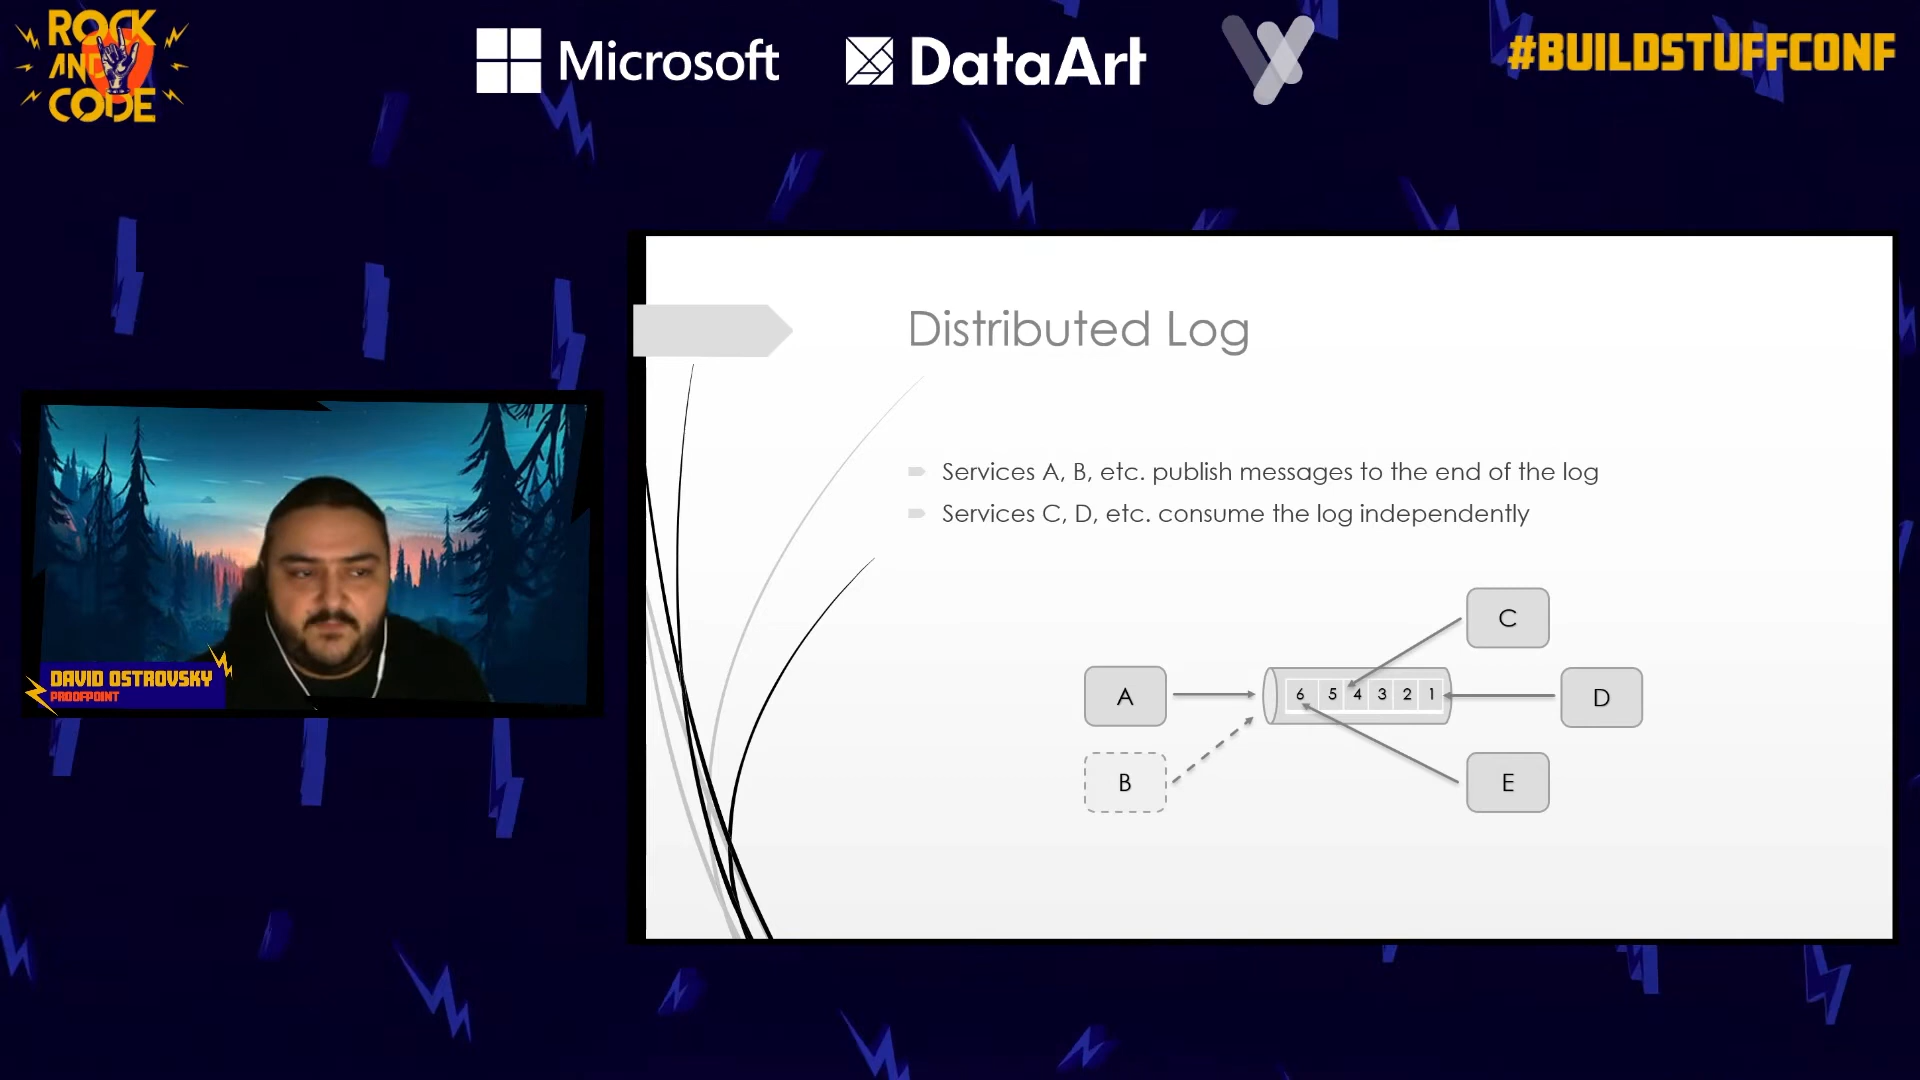 ROCK
AND
CODE
Microsoft
DataArt
#BUILDSTUFFCONF
Distributed Log
Services A, B, etc. publish messages to the end of the log
Services C, D, etc. consume the log independently
C
A
6 5 4 3 2 1
D
B
E
DAVID OSTROVSKY
PROOFPOINT